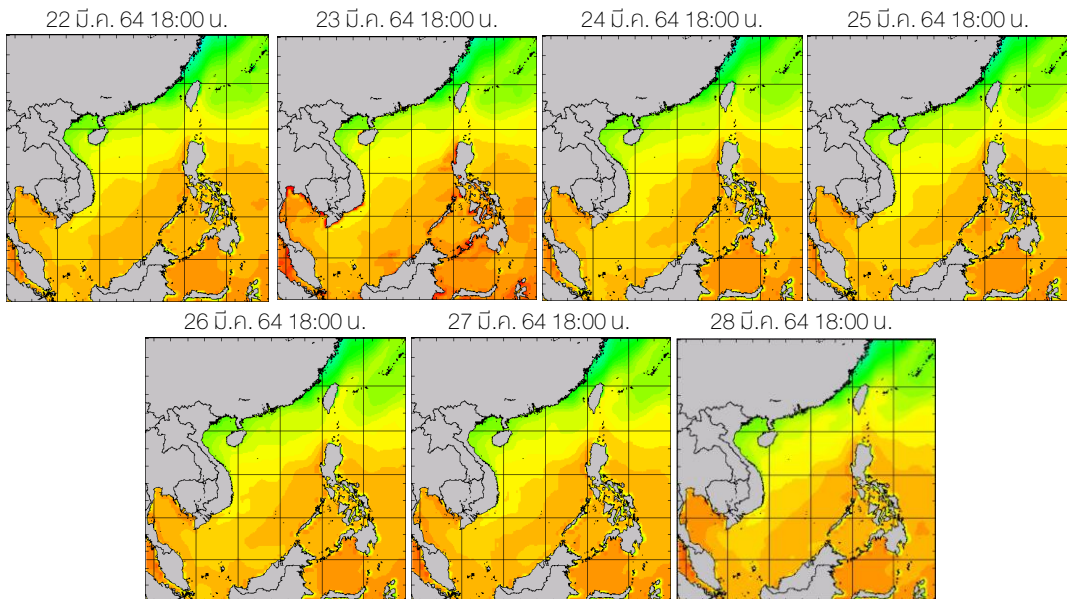 22 มี.ค. 64 18:00 น.
23 มี.ค. 64 18:00 น.
24 มี.ค. 64 18:00 น.
25 มี.ค. 64 18:00 น.
26 มี.ค. 64 18:00 น.
27 มี.ค. 64 18:00 น.
28 มี.ค. 64 18:00 น.